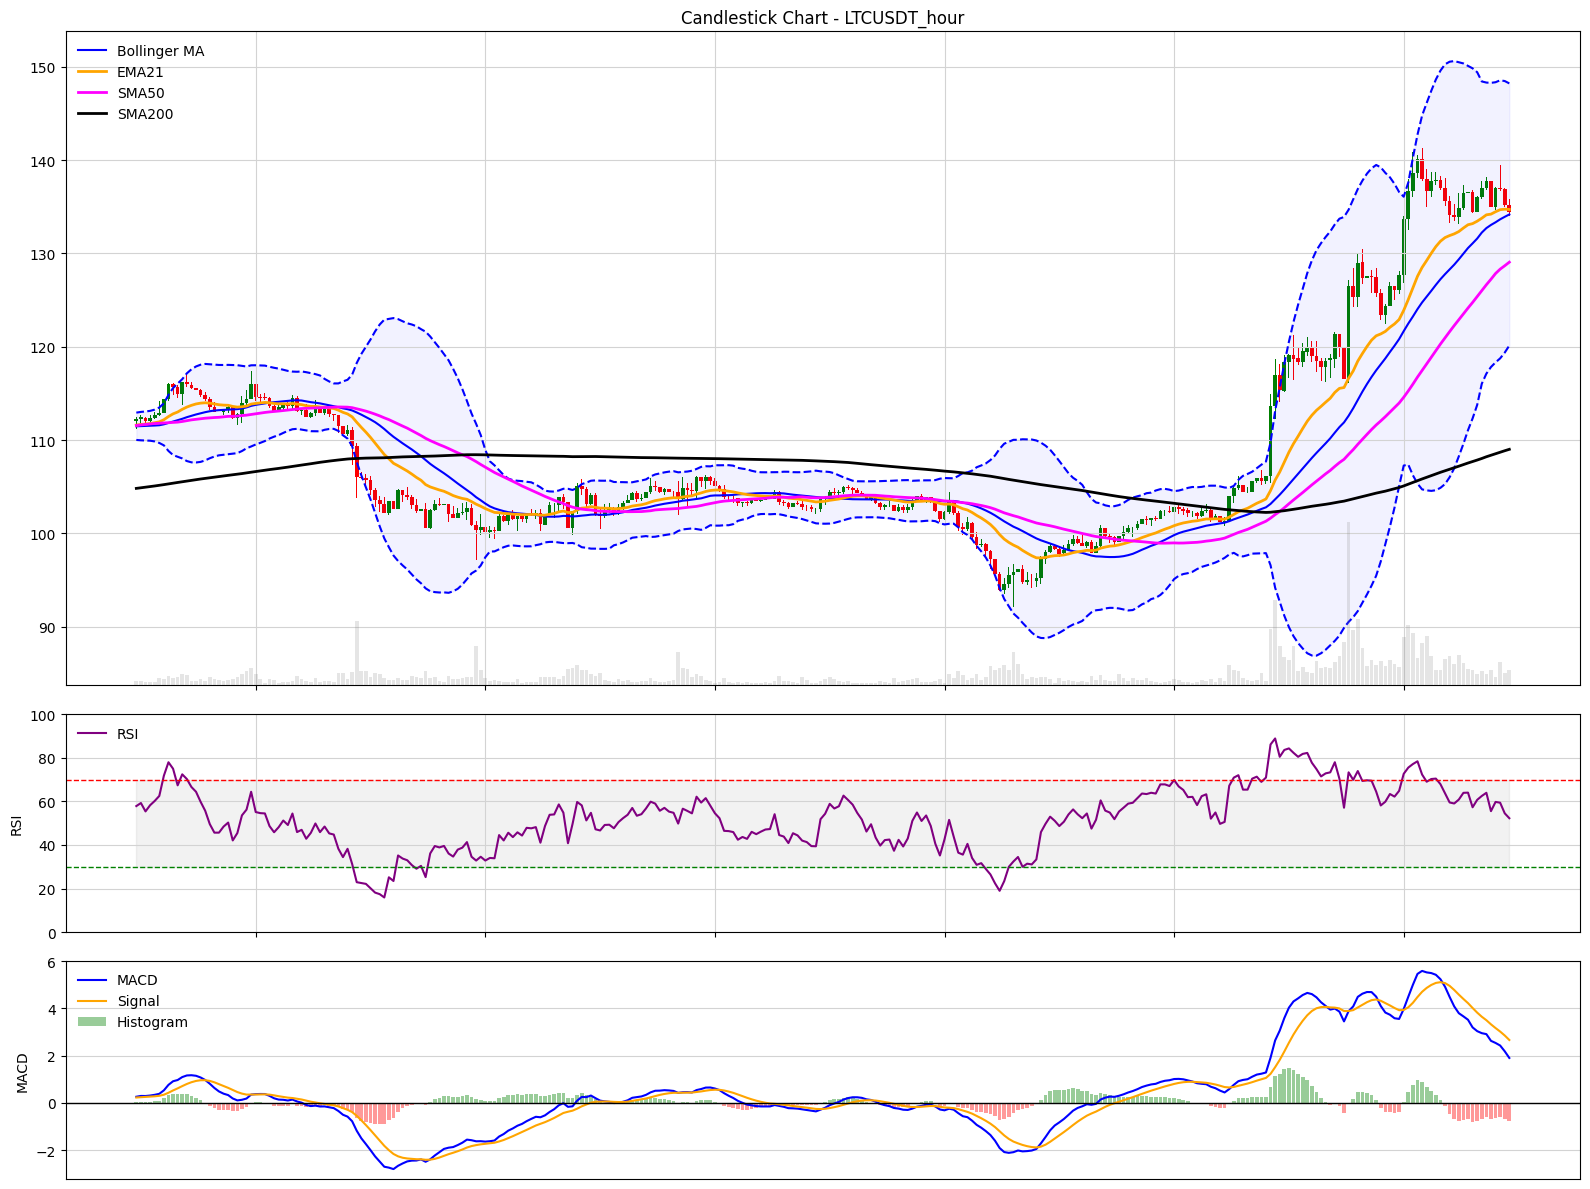 Candlestick Chart - LTCUSDT_hour
Bollinger MA
EMA21
SMA50
SMA200
150
140
130
120
110
100
90
RSI
100
80
60
40
20
0
RSI
MACD
Signal
Histogram
6
4
2
0
−2
MACD